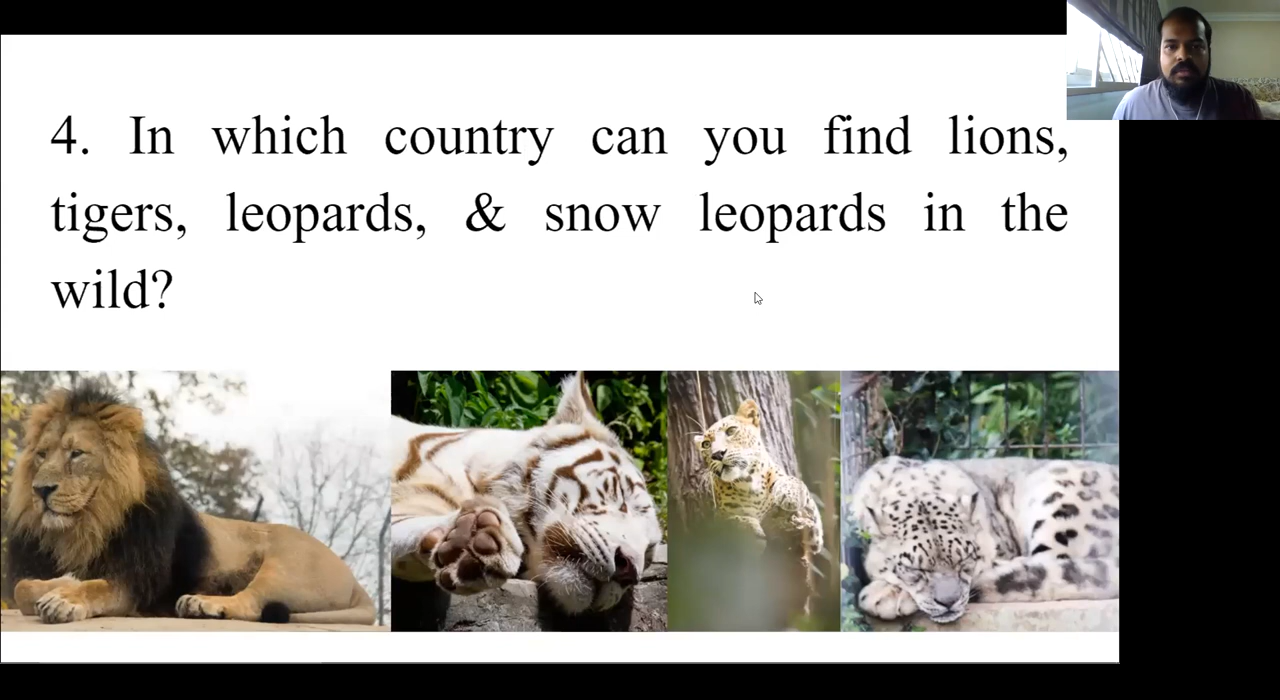 4. In which country can you find lions,
tigers, leopards, & snow leopards in the
wild?